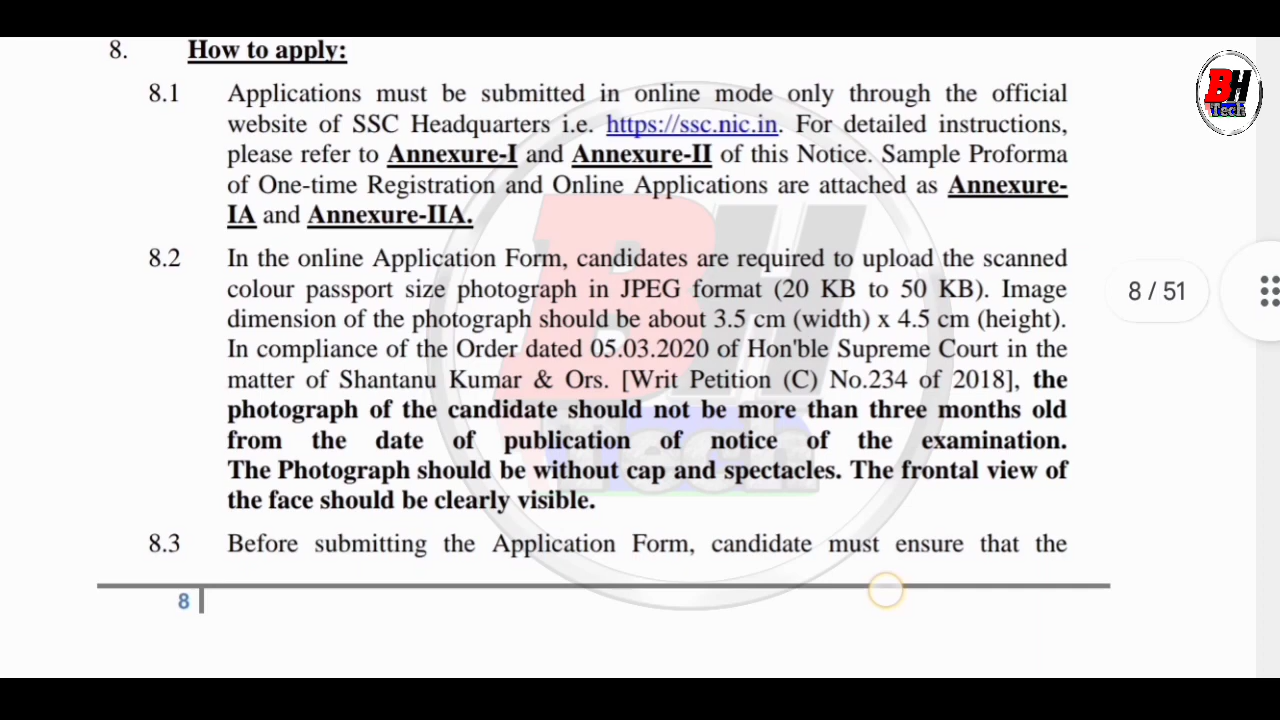 8. How to apply:
8.1 Applications must be submitted in online mode only through the official
website of SSC Headquarters i.e. https://ssc.nic.in. For detailed instructions,
please refer to Annexure-I and Annexure-II of this Notice. Sample Proforma
of One-time Registration and Online Applications are attached as Annexure-
IA and Annexure-IIA.
8.2 In the online Application Form, candidates are required to upload the scanned
colour passport size photograph in JPEG format (20 KB to 50 KB). Image
dimension of the photograph should be about 3.5 cm (width) x 4.5 cm (height).
In compliance of the Order dated 05.03.2020 of Hon'ble Supreme Court in the
matter of Shantanu Kumar & Ors. [Writ Petition (C) No.234 of 2018], the
photograph of the candidate should not be more than three months old
from the date of publication of notice of the examination.
The Photograph should be without cap and spectacles. The frontal view of
the face should be clearly visible.
8.3 Before submitting the Application Form, candidate must ensure that the
8
8 / 51
BH
Tech
BH
Tech